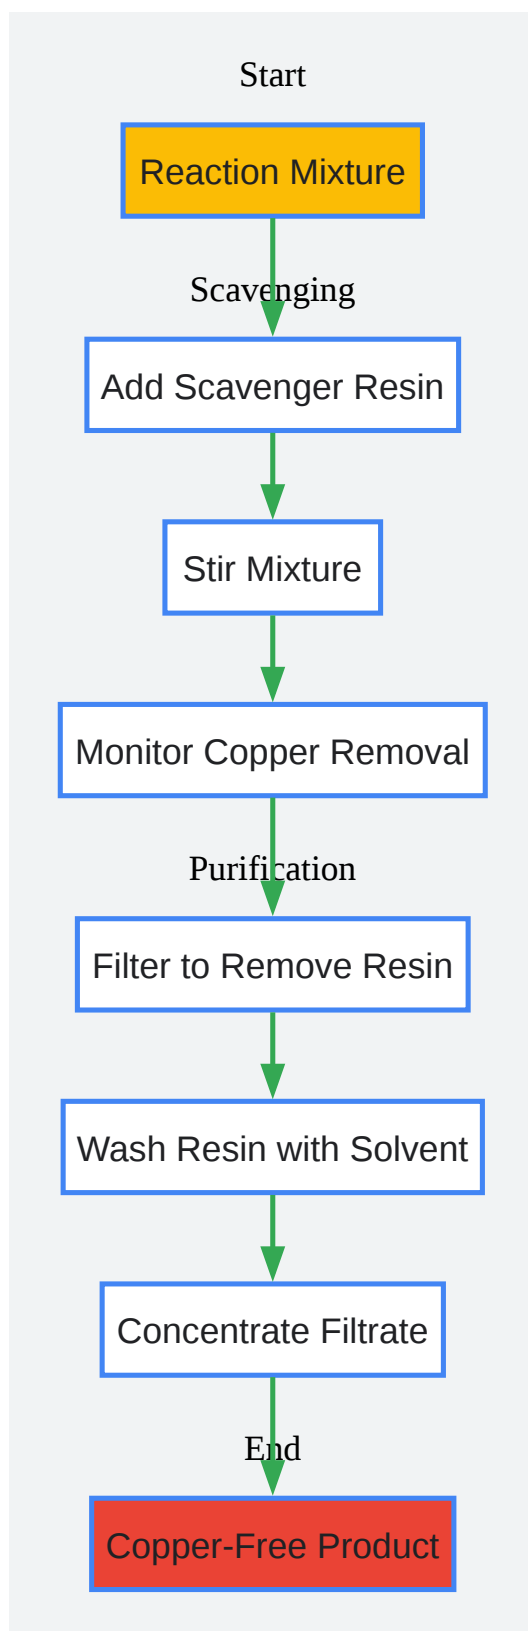 Start
Reaction Mixture
Scavenging
Add Scavenger Resin
Stir Mixture
Monitor Copper Removal
Purification
Filter to Remove Resin
Wash Resin with Solvent
Concentrate Filtrate
End
Copper-Free Product